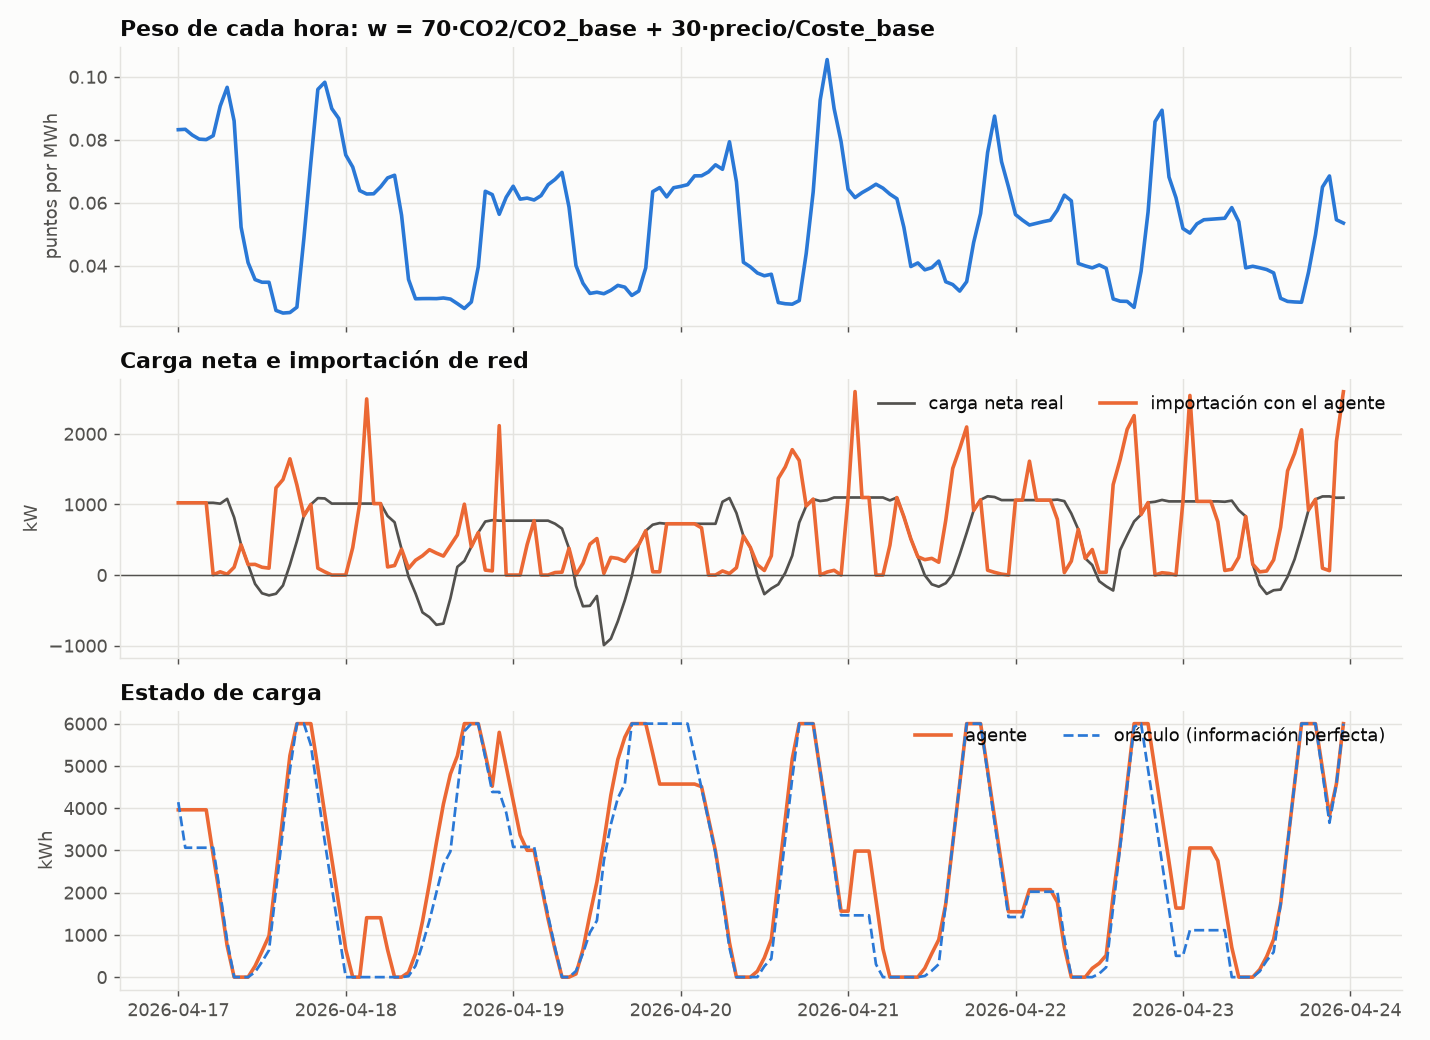 Peso de cada hora: w = 70·CO2/CO2_base + 30·precio/Coste_base
0.10
0.08
0.06
0.04
puntos por MWh
Carga neta e importación de red
carga neta real
importación con el agente
2000
1000
0
−1000
kW
Estado de carga
agente
oráculo (información perfecta)
6000
5000
4000
3000
2000
1000
0
kWh
2026-04-17
2026-04-18
2026-04-19
2026-04-20
2026-04-21
2026-04-22
2026-04-23
2026-04-24